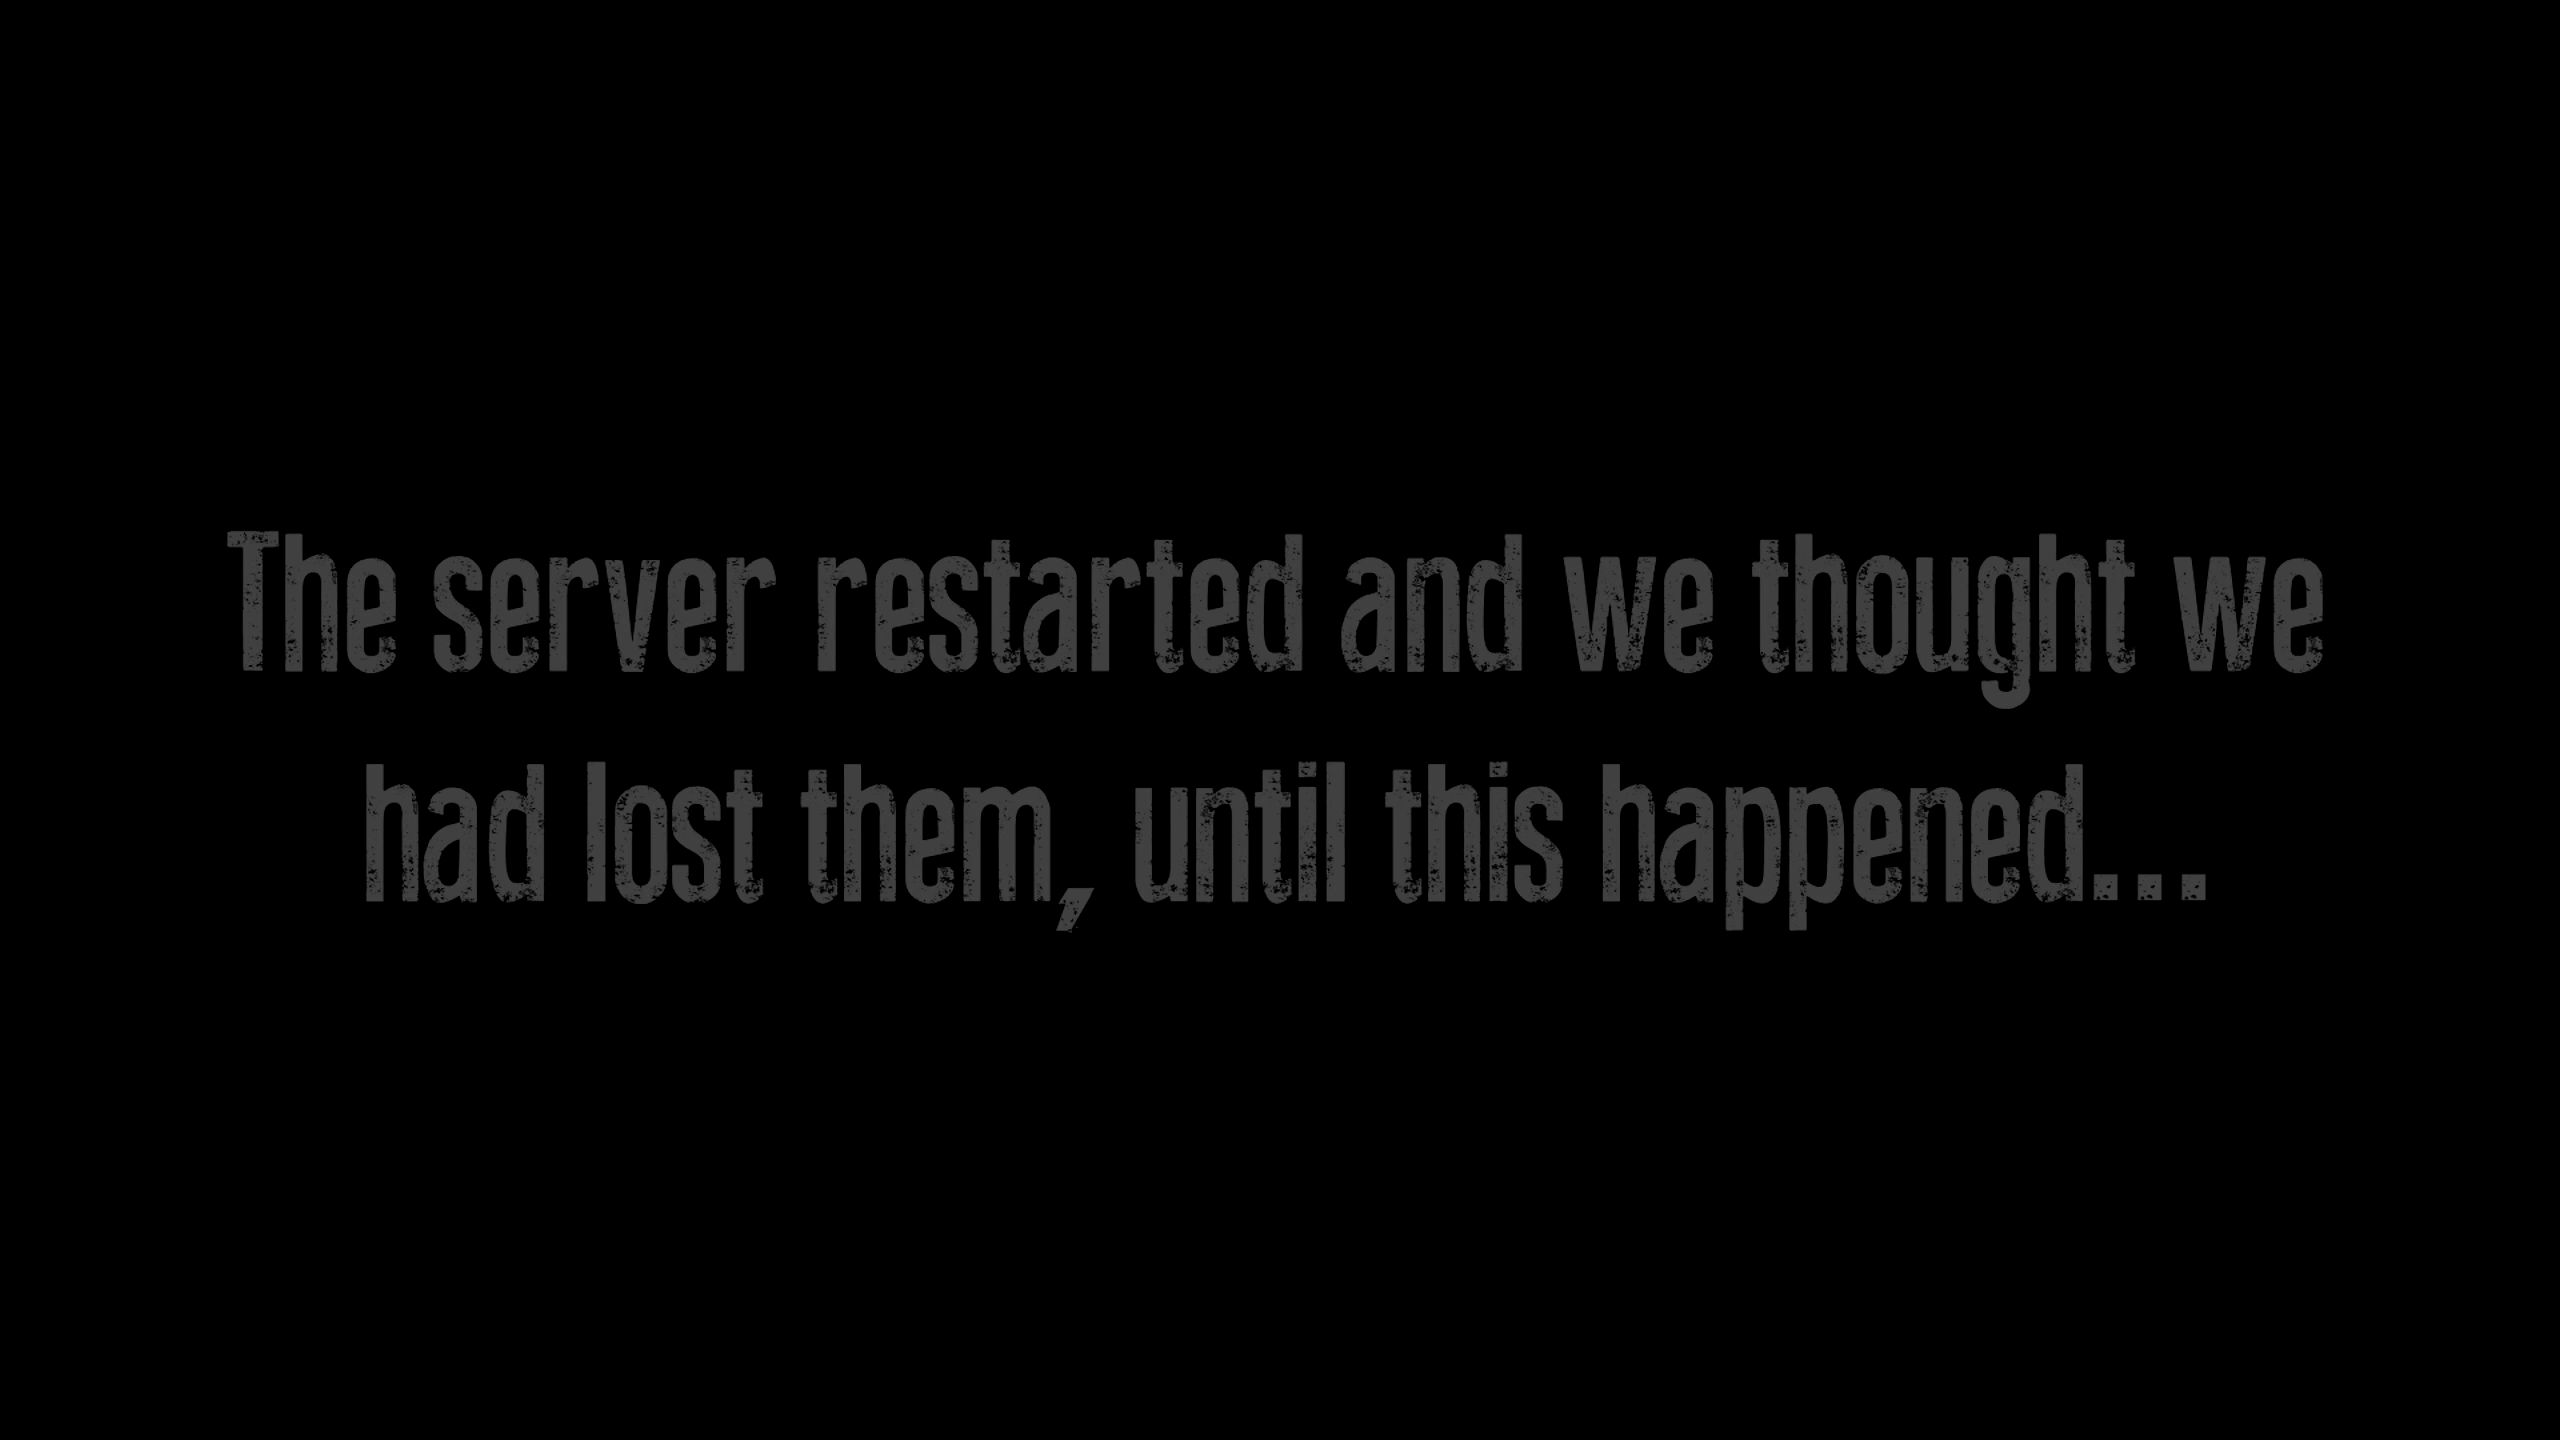 The server restarted and we thought we
had lost them, until this happened...